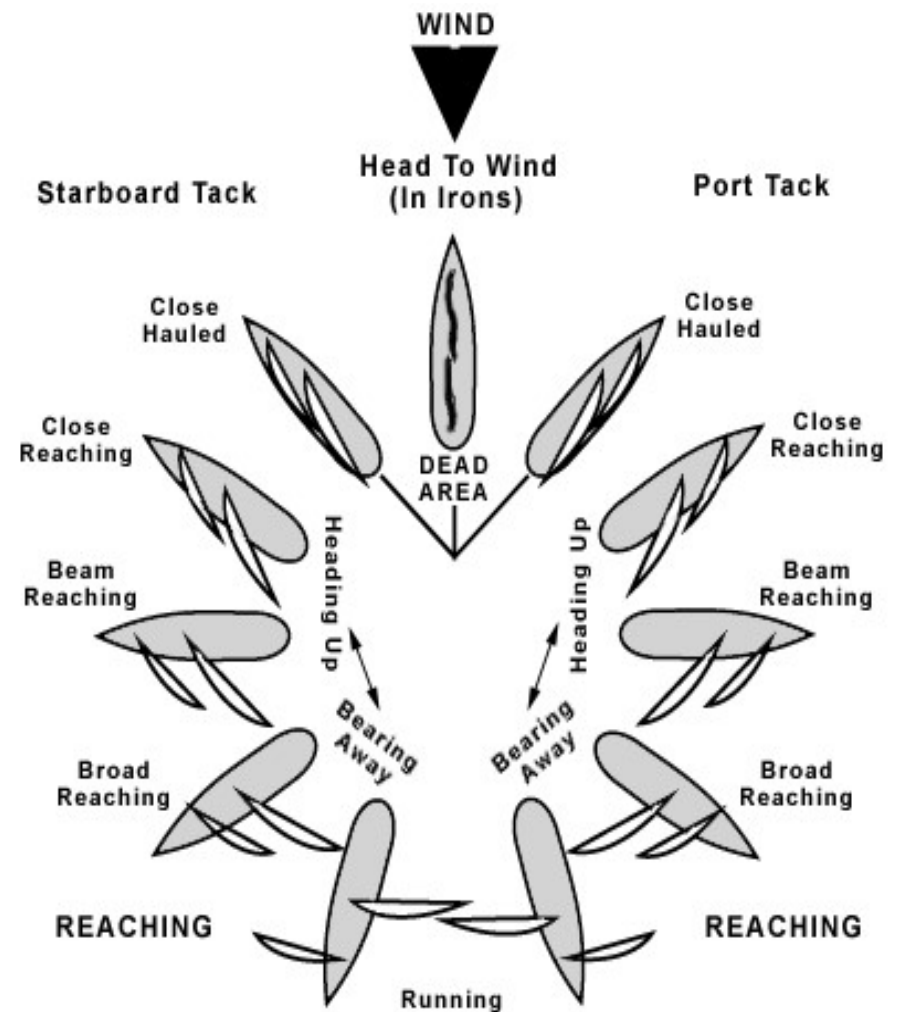 WIND
Head To Wind
(In Irons)
Starboard Tack
Port Tack
Close
Hauled
Close
Hauled
Close
Reaching
Close
Reaching
DEAD
AREA
Heading Up
Heading Up
Beam
Reaching
Beam
Reaching
Bearing
Away
Bearing
Away
Broad
Reaching
Broad
Reaching
REACHING
REACHING
Running